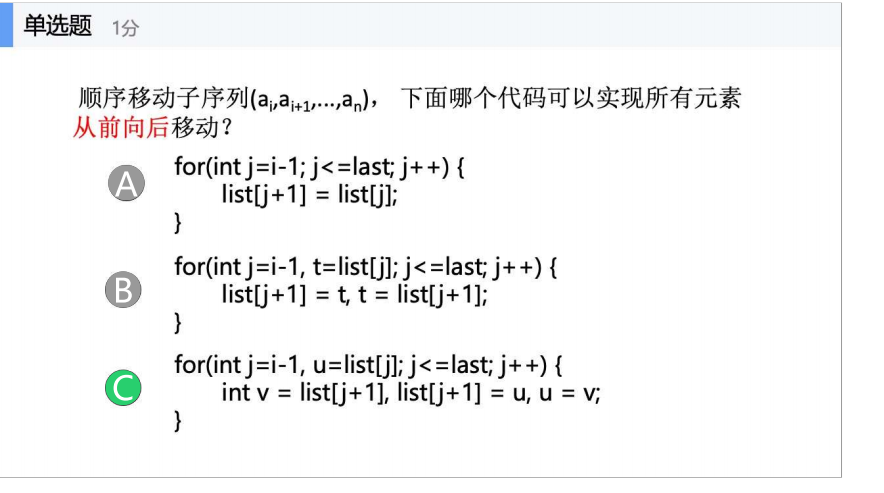 单选题 1分
顺序移动子序列(ai,ai+1,...,an)， 下面哪个代码可以实现所有元素
从前向后移动？
A for(int j=i-1; j<=last; j++) {
list[j+1] = list[j];
}
B for(int j=i-1, t=list[j]; j<=last; j++) {
list[j+1] = t, t = list[j+1];
}
C for(int j=i-1, u=list[j]; j<=last; j++) {
int v = list[j+1], list[j+1] = u, u = v;
}